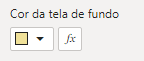 Cor da tela de fundo
fx